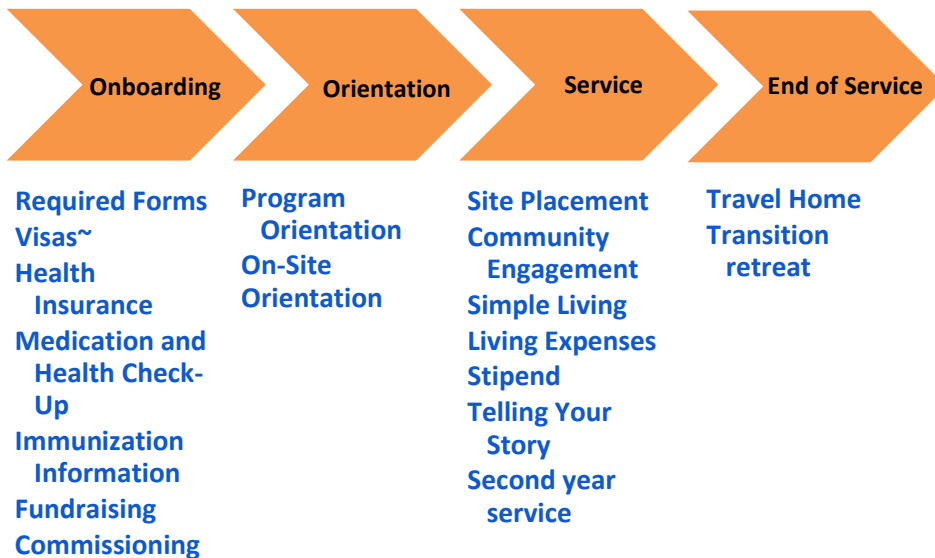 Onboarding
Orientation
Service
End of Service
Required Forms
Visas~
Health
Insurance
Medication and
Health Check-
Up
Immunization
Information
Fundraising
Commissioning
Program
Orientation
On-Site
Orientation
Site Placement
Community
Engagement
Simple Living
Living Expenses
Stipend
Telling Your
Story
Second year
service
Travel Home
Transition
retreat